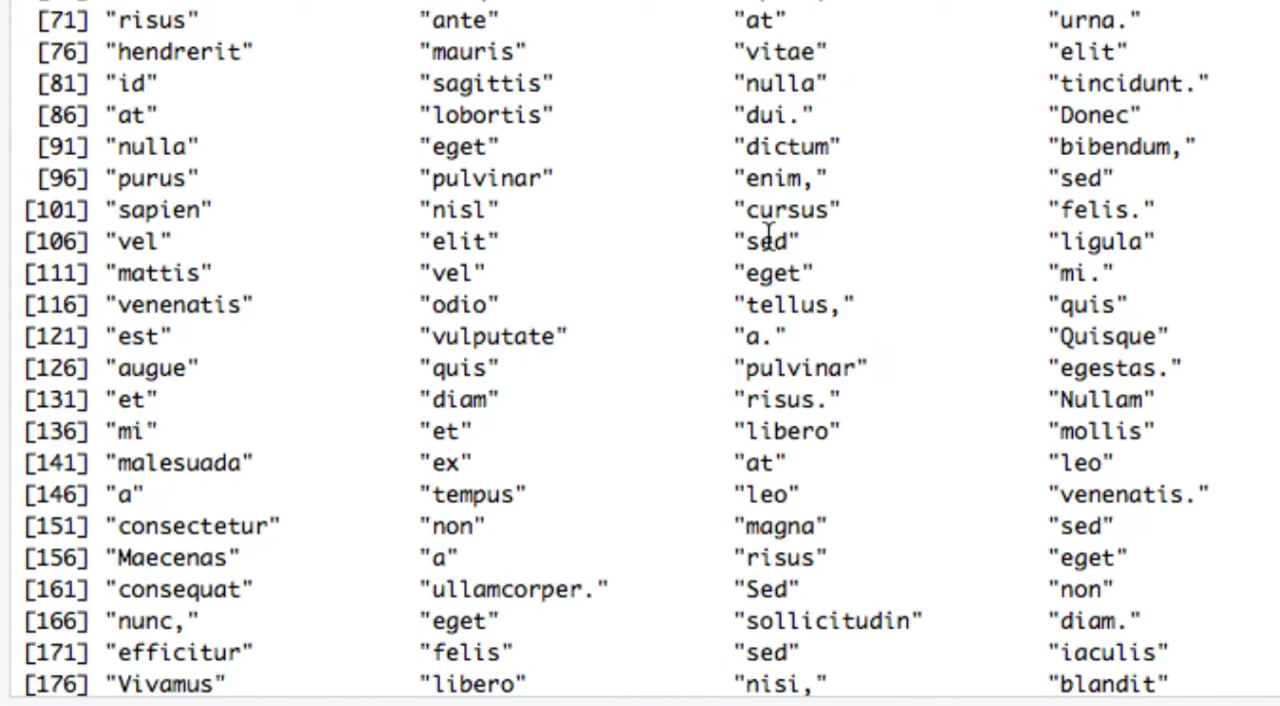 [71] "risus" "ante" "at" "urna."
[76] "hendrerit" "mauris" "vitae" "elit"
[81] "id" "sagittis" "nulla" "tincidunt."
[86] "at" "lobortis" "dui." "Donec"
[91] "nulla" "eget" "dictum" "bibendum,"
[96] "purus" "pulvinar" "enim," "sed"
[101] "sapien" "nisl" "cursus" "felis."
[106] "vel" "elit" "sed" "ligula"
[111] "mattis" "vel" "eget" "mi."
[116] "venenatis" "odio" "tellus," "quis"
[121] "est" "vulputate" "a." "Quisque"
[126] "augue" "quis" "pulvinar" "egestas."
[131] "et" "diam" "risus." "Nullam"
[136] "mi" "et" "libero" "mollis"
[141] "malesuada" "ex" "at" "leo"
[146] "a" "tempus" "leo" "venenatis."
[151] "consectetur" "non" "magna" "sed"
[156] "Maecenas" "a" "risus" "eget"
[161] "consequat" "ullamcorper." "Sed" "non"
[166] "nunc," "eget" "sollicitudin" "diam."
[171] "efficitur" "felis" "sed" "iaculis"
[176] "Vivamus" "libero" "nisi," "blandit"